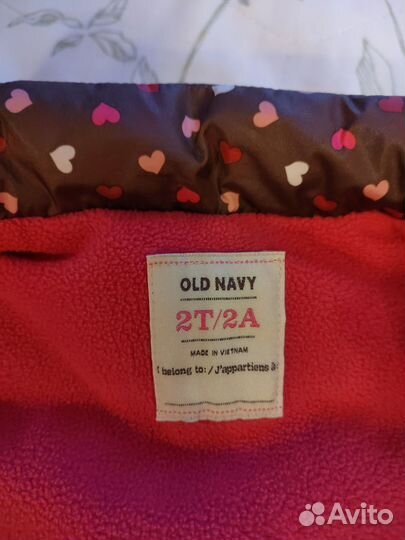 OLD NAVY
2T/2A
MADE IN VIETNAM
I belong to:/J'appartiens à:
Avito